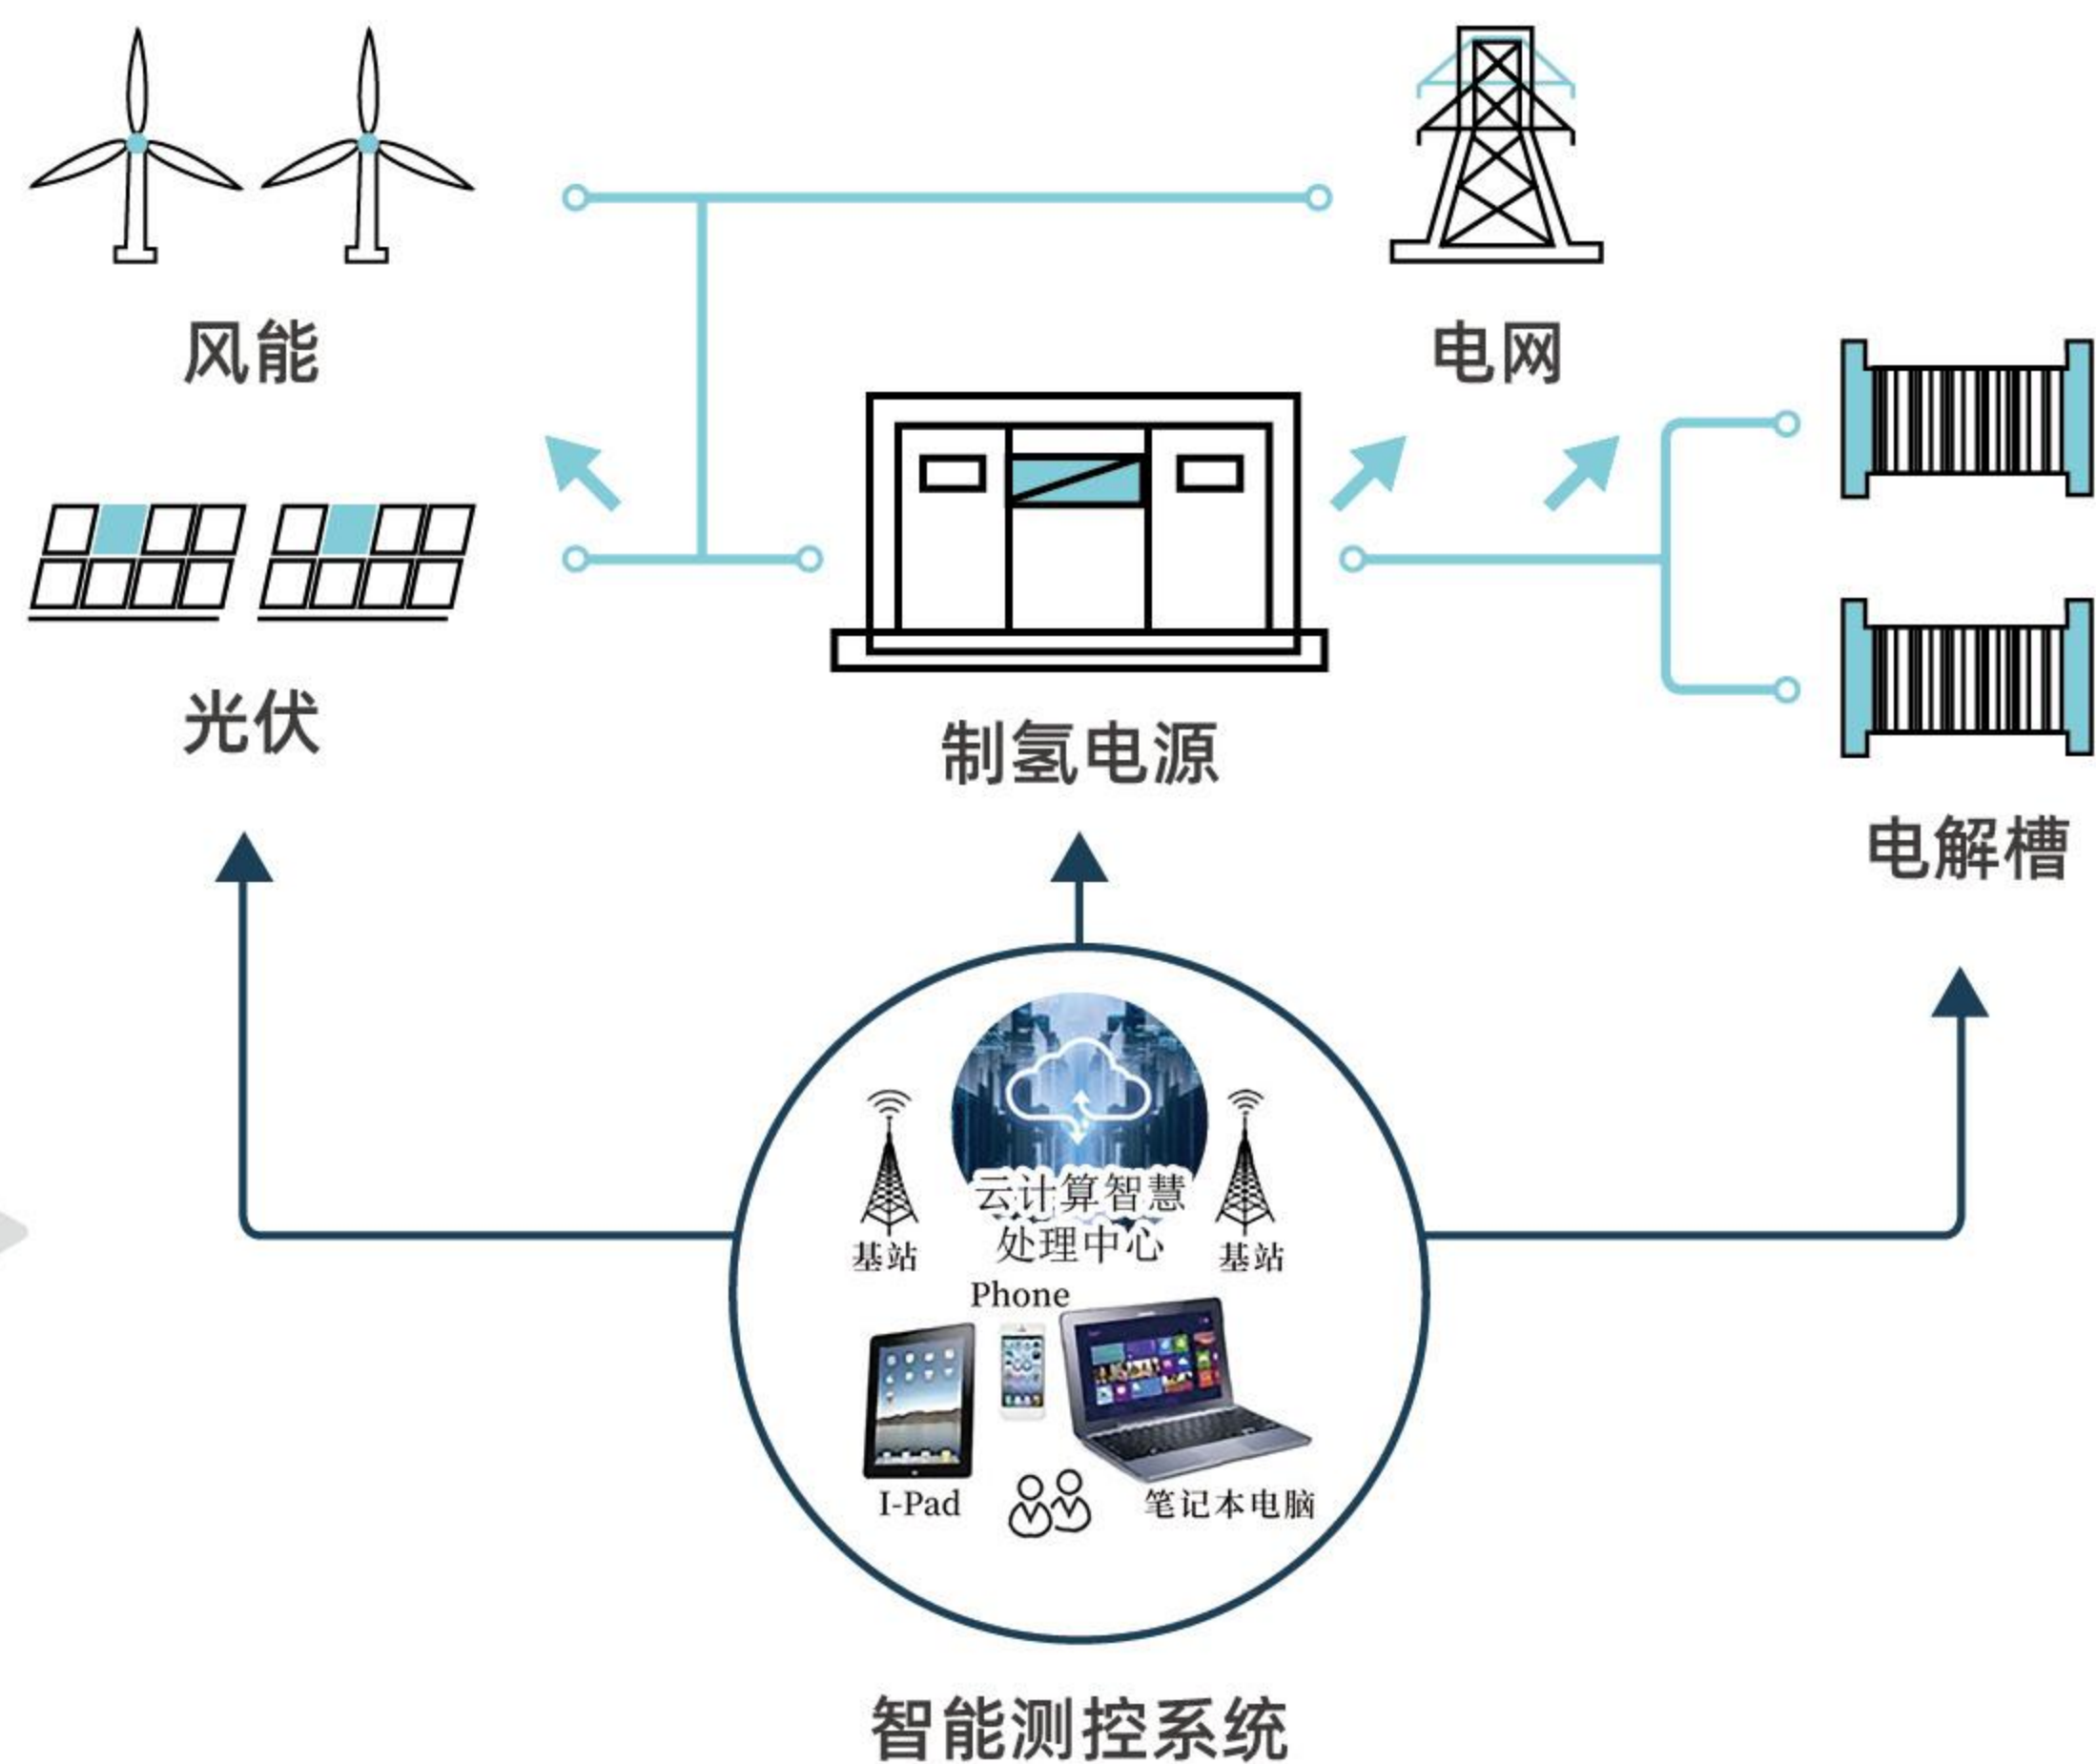 风能
电网
光伏
制氢电源
电解槽
云计算智慧
处理中心
基站
基站
Phone
I-Pad
笔记本电脑
智能测控系统